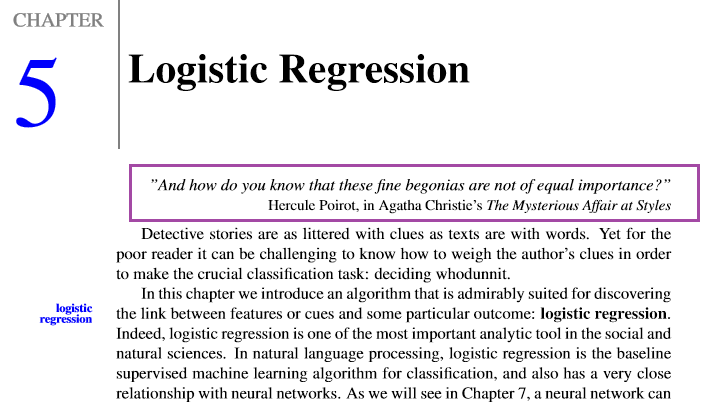 CHAPTER
5
Logistic Regression
”And how do you know that these fine begonias are not of equal importance?”
Hercule Poirot, in Agatha Christie’s The Mysterious Affair at Styles
Detective stories are as littered with clues as texts are with words. Yet for the
poor reader it can be challenging to know how to weigh the author’s clues in order
to make the crucial classification task: deciding whodunnit.
In this chapter we introduce an algorithm that is admirably suited for discovering
logistic
regression
the link between features or cues and some particular outcome: logistic regression.
Indeed, logistic regression is one of the most important analytic tool in the social and
natural sciences. In natural language processing, logistic regression is the baseline
supervised machine learning algorithm for classification, and also has a very close
relationship with neural networks. As we will see in Chapter 7, a neural network can